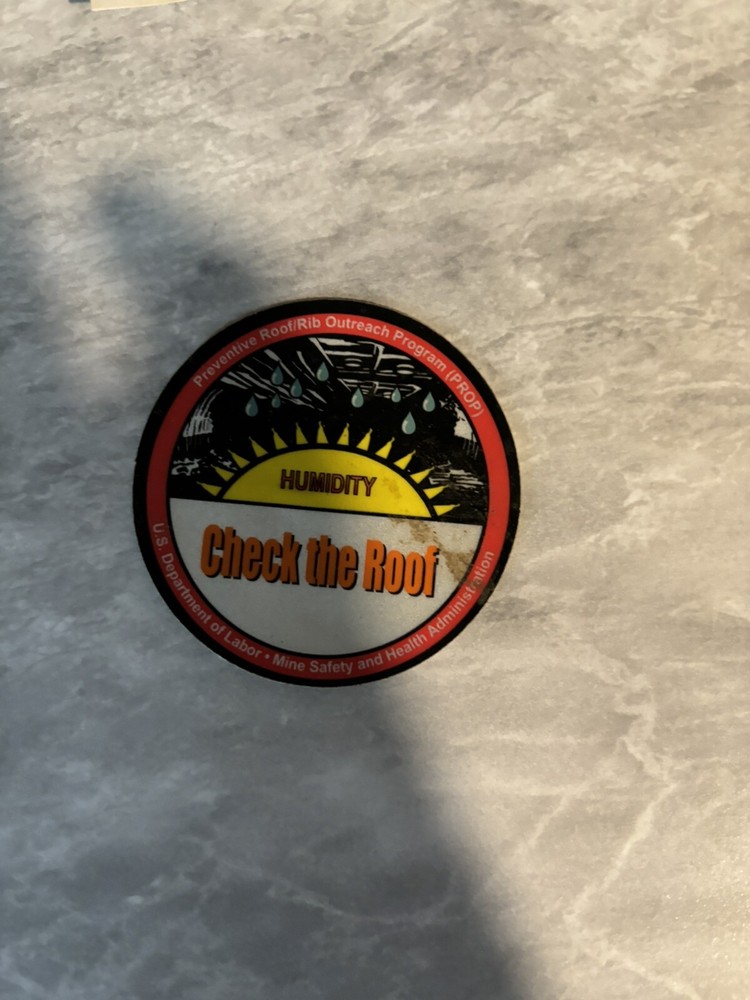 Preventive Roof/Rib Outreach Program (PROP)
HUMIDITY
Check the Roof
U.S. Department of Labor • Mine Safety and Health Administration